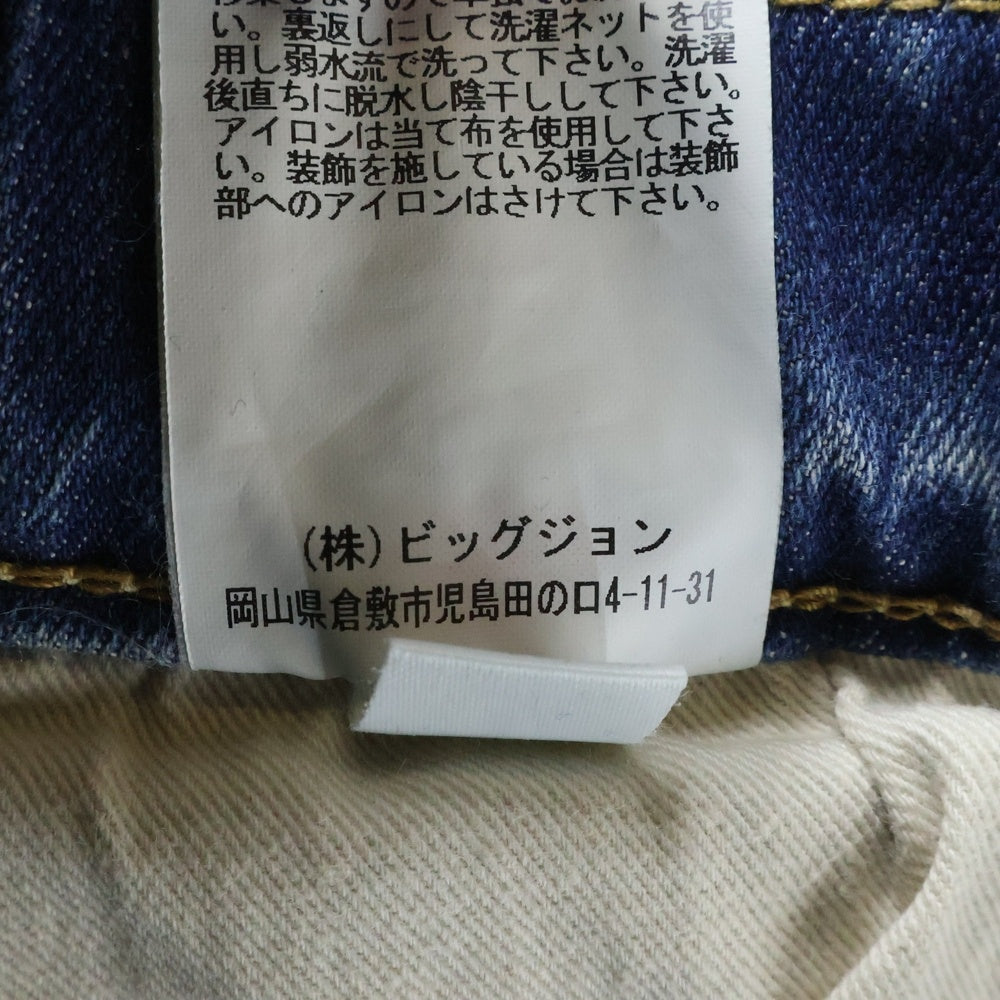 い。裏返しにして洗濯ネットを使
用し弱水流で洗って下さい。洗濯
後直ちに脱水し陰干しして下さい。
アイロンは当て布を使用して下さ
い。装飾を施している場合は装飾
部へのアイロンはさけて下さい。
(株)ビッグジョン
岡山県倉敷市児島田の口4-11-31